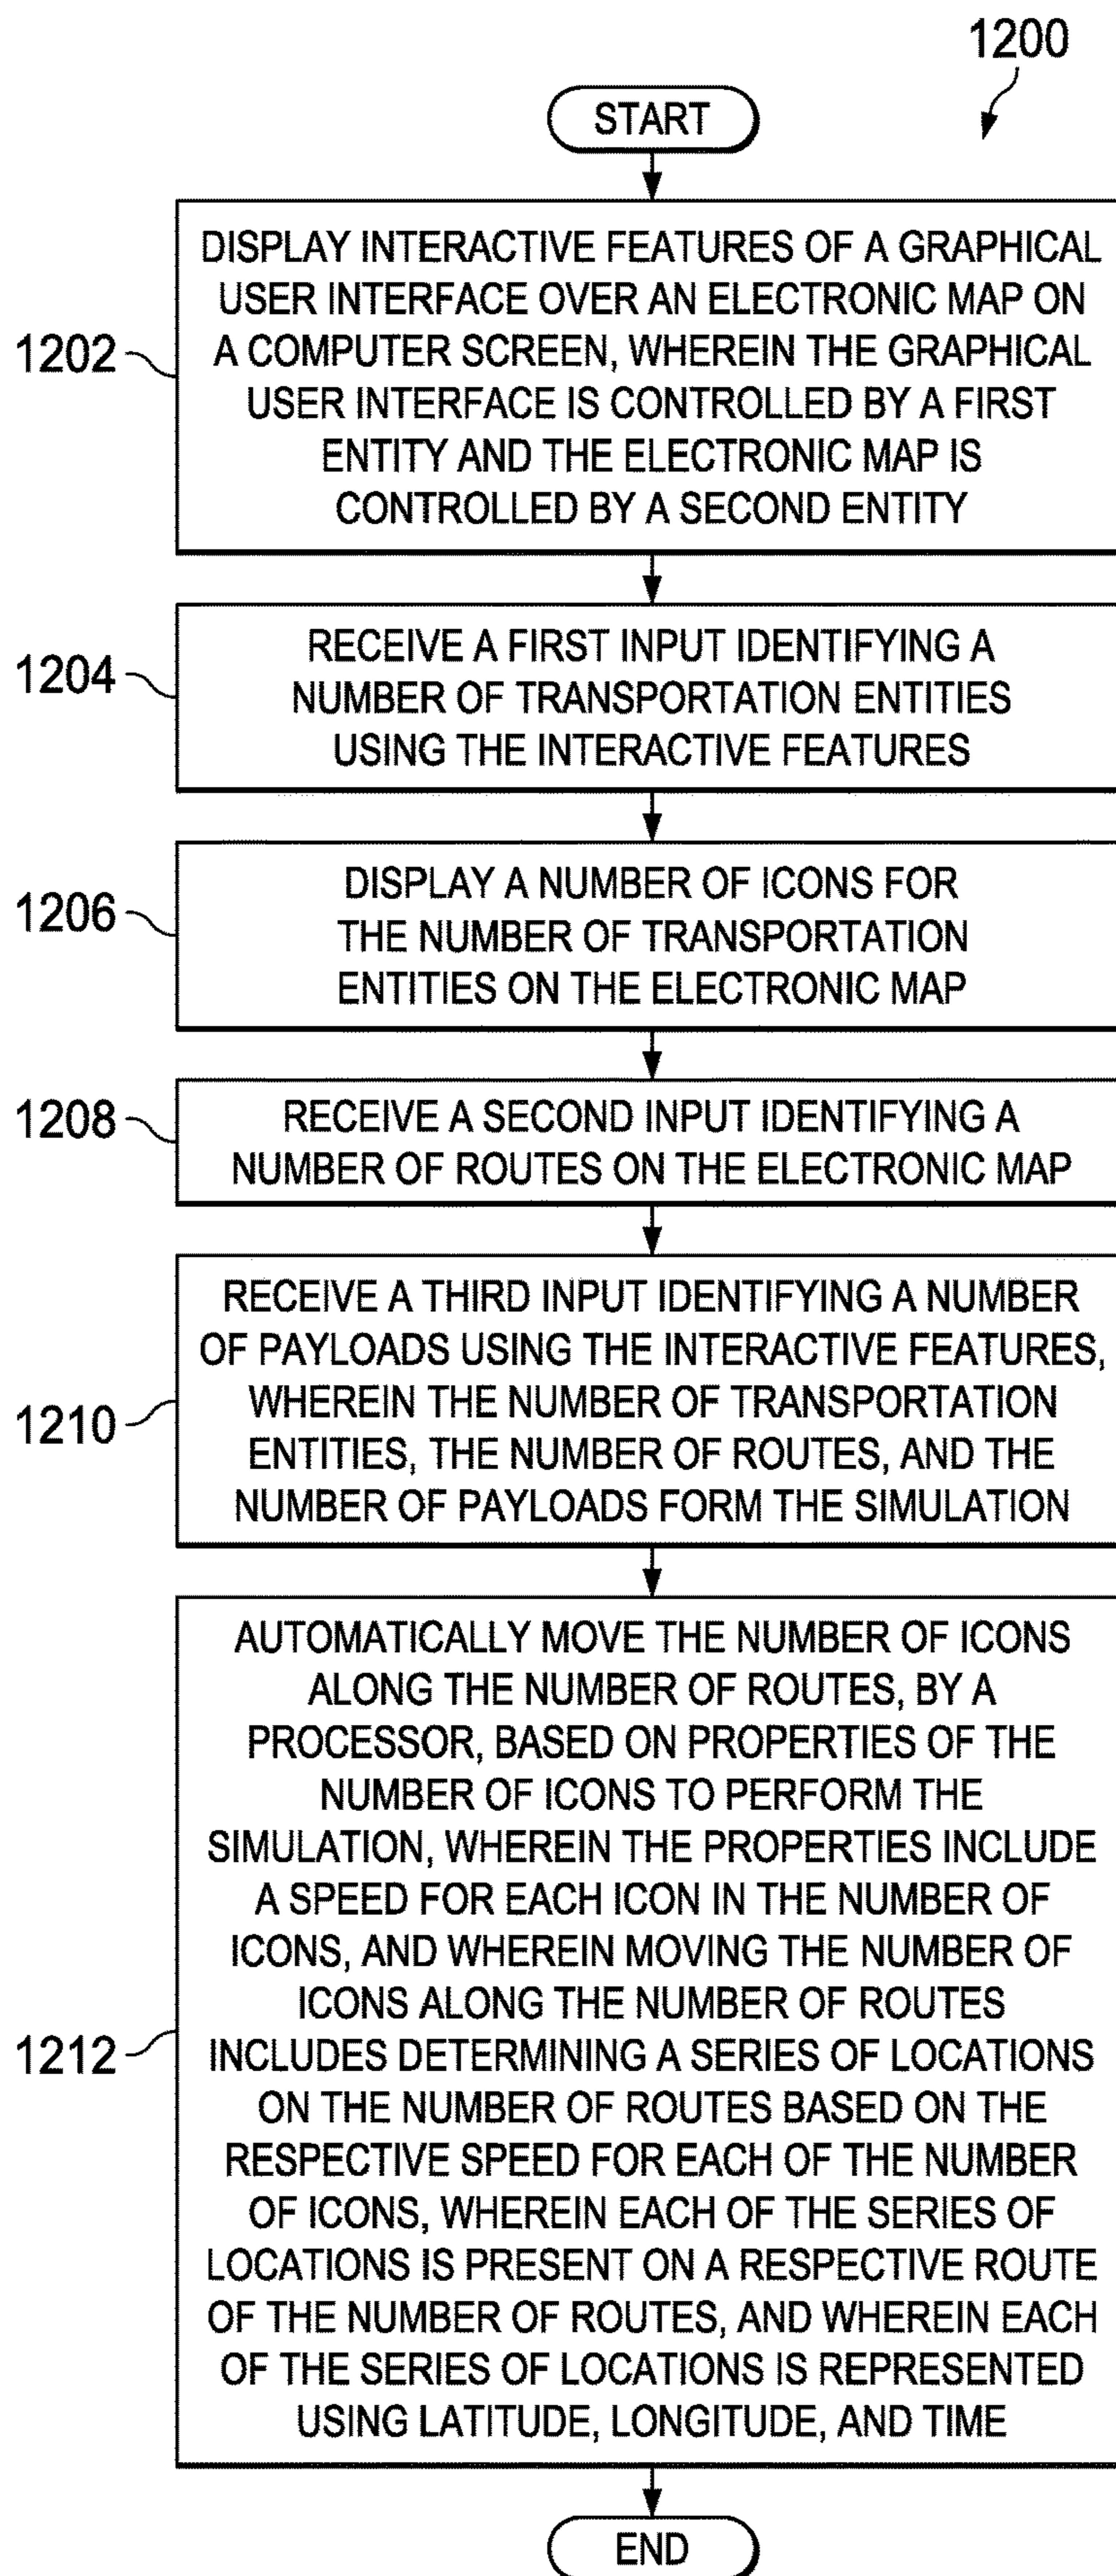 1200
START
1202
DISPLAY INTERACTIVE FEATURES OF A GRAPHICAL
USER INTERFACE OVER AN ELECTRONIC MAP ON
A COMPUTER SCREEN, WHEREIN THE GRAPHICAL
USER INTERFACE IS CONTROLLED BY A FIRST
ENTITY AND THE ELECTRONIC MAP IS
CONTROLLED BY A SECOND ENTITY
1204
RECEIVE A FIRST INPUT IDENTIFYING A
NUMBER OF TRANSPORTATION ENTITIES
USING THE INTERACTIVE FEATURES
1206
DISPLAY A NUMBER OF ICONS FOR
THE NUMBER OF TRANSPORTATION
ENTITIES ON THE ELECTRONIC MAP
1208
RECEIVE A SECOND INPUT IDENTIFYING A
NUMBER OF ROUTES ON THE ELECTRONIC MAP
1210
RECEIVE A THIRD INPUT IDENTIFYING A NUMBER
OF PAYLOADS USING THE INTERACTIVE FEATURES,
WHEREIN THE NUMBER OF TRANSPORTATION
ENTITIES, THE NUMBER OF ROUTES, AND THE
NUMBER OF PAYLOADS FORM THE SIMULATION
1212
AUTOMATICALLY MOVE THE NUMBER OF ICONS
ALONG THE NUMBER OF ROUTES, BY A
PROCESSOR, BASED ON PROPERTIES OF THE
NUMBER OF ICONS TO PERFORM THE
SIMULATION, WHEREIN THE PROPERTIES INCLUDE
A SPEED FOR EACH ICON IN THE NUMBER OF
ICONS, AND WHEREIN MOVING THE NUMBER OF
ICONS ALONG THE NUMBER OF ROUTES
INCLUDES DETERMINING A SERIES OF LOCATIONS
ON THE NUMBER OF ROUTES BASED ON THE
RESPECTIVE SPEED FOR EACH OF THE NUMBER
OF ICONS, WHEREIN EACH OF THE SERIES OF
LOCATIONS IS PRESENT ON A RESPECTIVE ROUTE
OF THE NUMBER OF ROUTES, AND WHEREIN EACH
OF THE SERIES OF LOCATIONS IS REPRESENTED
USING LATITUDE, LONGITUDE, AND TIME
END